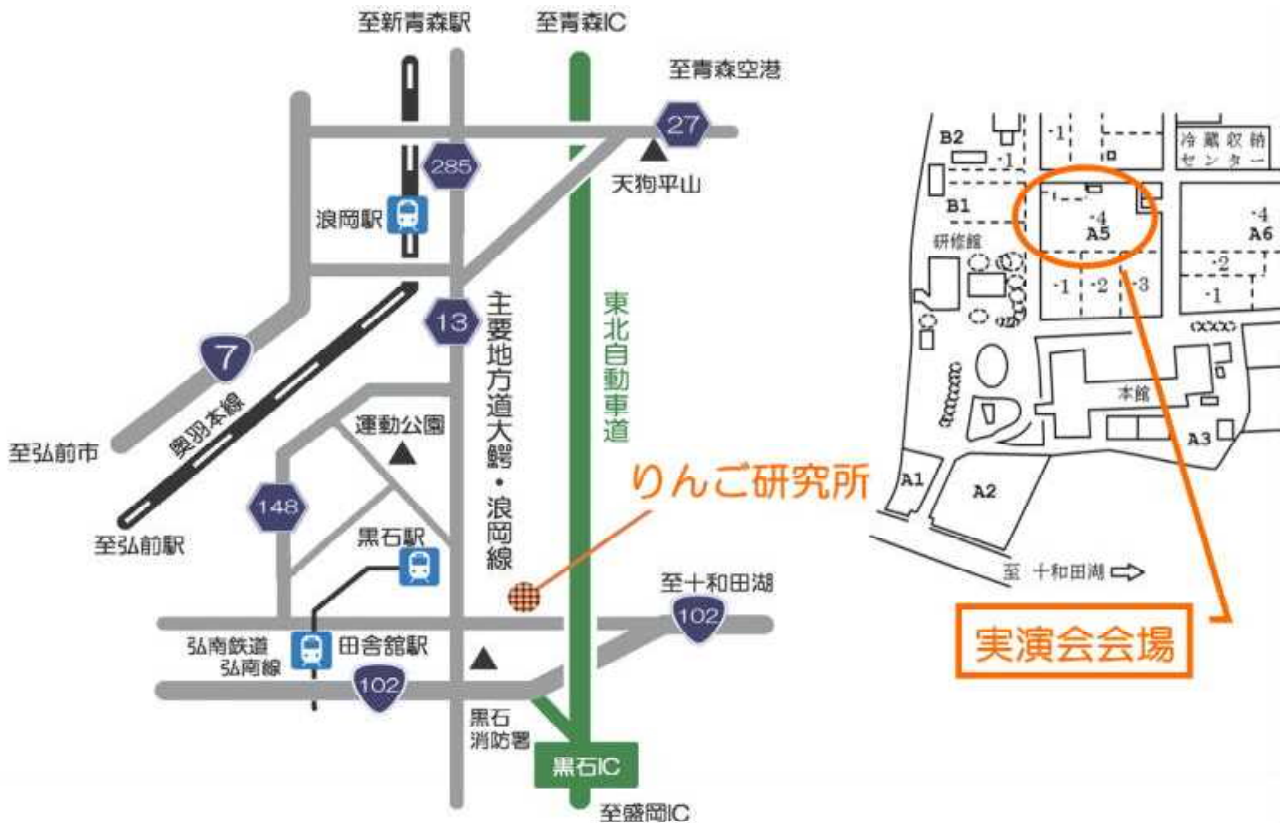 至新青森駅
至青森IC
至青森空港
27
285
天狗平山
浪岡駅
13
主要地方道大鰐・浪岡線
東北自動車道
7
奥羽本線
運動公園
至弘前市
148
りんご研究所
黒石駅
至弘前駅
至十和田湖
102
弘南鉄道
弘南線
田舎館駅
102
黒石
消防署
黒石IC
至盛岡IC
B2
-1
-1
冷蔵収納
センター
B1
-4
A5
-4
A6
研修館
-1
-2
-3
-2
-1
本館
A3
A1
A2
至 十和田湖
実演会会場